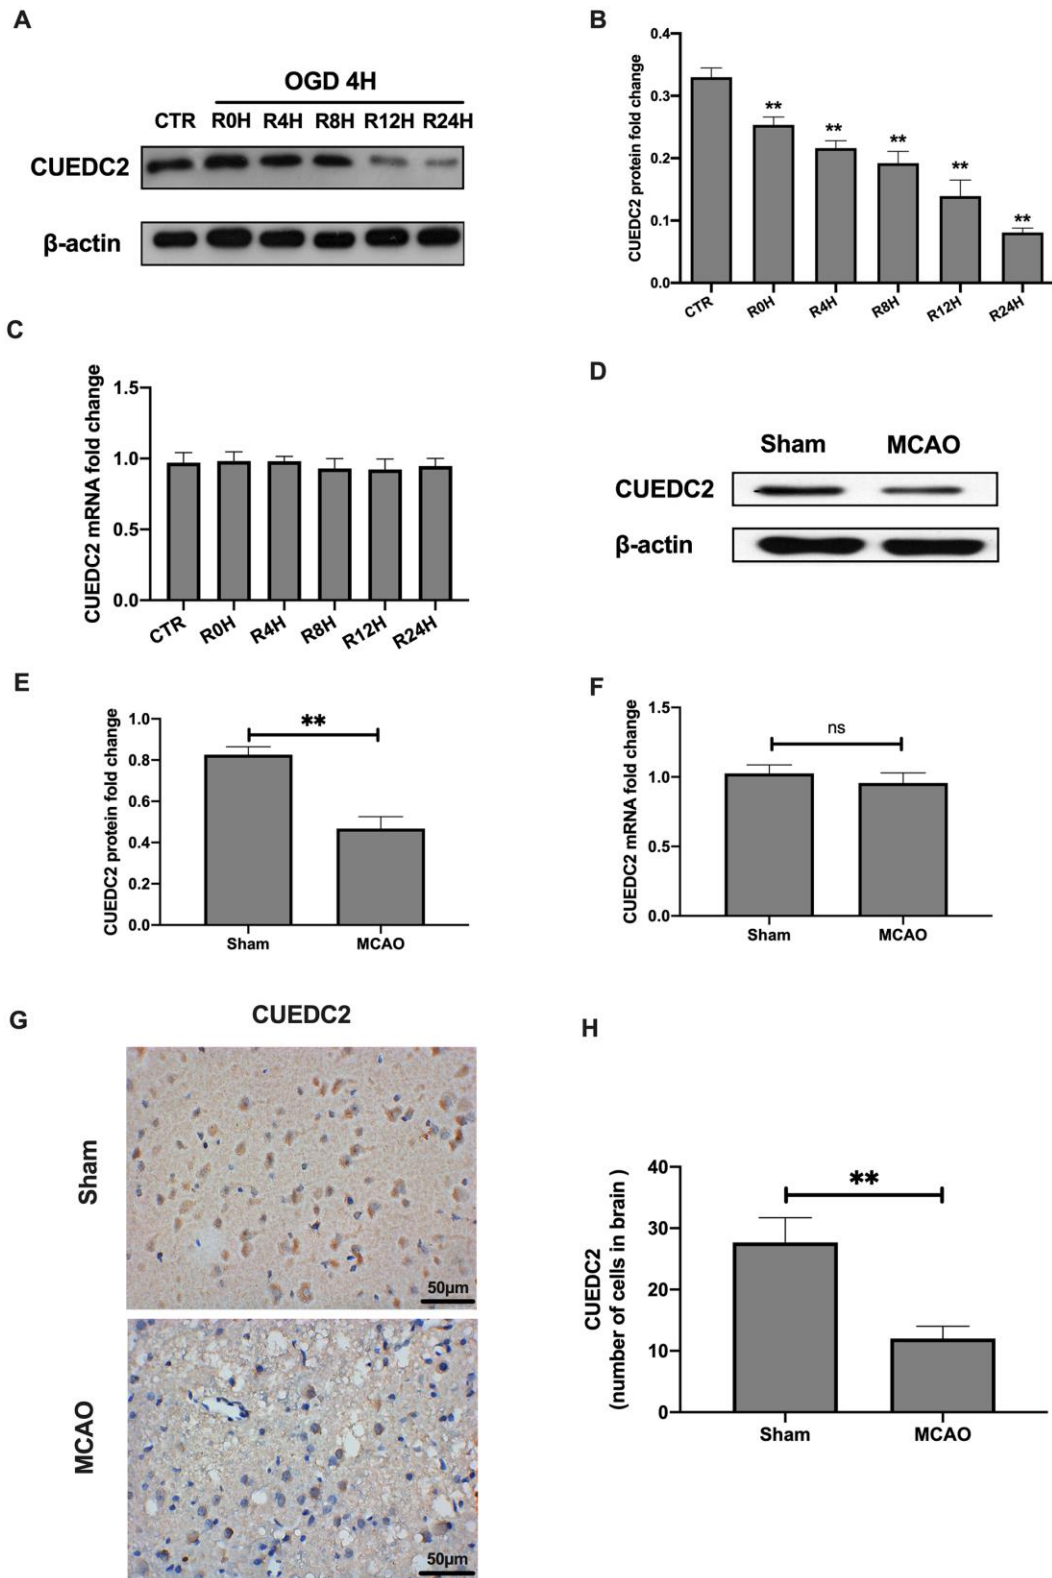 A
OGD 4H
CTR R0H R4H R8H R12H R24H
CUEDC2
β-actin
B
CUEDC2 protein fold change
0.4
0.3
0.2
0.1
0.0
** ** ** ** **
CTR R0H R4H R8H R12H R24H
C
CUEDC2 mRNA fold change
1.5
1.0
0.5
0.0
CTR R0H R4H R8H R12H R24H
D
Sham MCAO
CUEDC2
β-actin
E
CUEDC2 protein fold change
1.0
0.8
0.6
0.4
0.2
0.0
**
Sham MCAO
F
CUEDC2 mRNA fold change
1.5
1.0
0.5
0.0
ns
Sham MCAO
G
CUEDC2
Sham
50μm
MCAO
50μm
H
CUEDC2
(number of cells in brain )
40
30
20
10
0
**
Sham MCAO